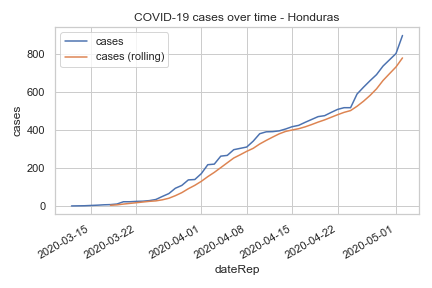 COVID-19 cases over time - Honduras
cases
cases (rolling)
800
600
400
200
0
cases
2020-03-15
2020-03-22
2020-04-01
2020-04-08
2020-04-15
2020-04-22
2020-05-01
dateRep